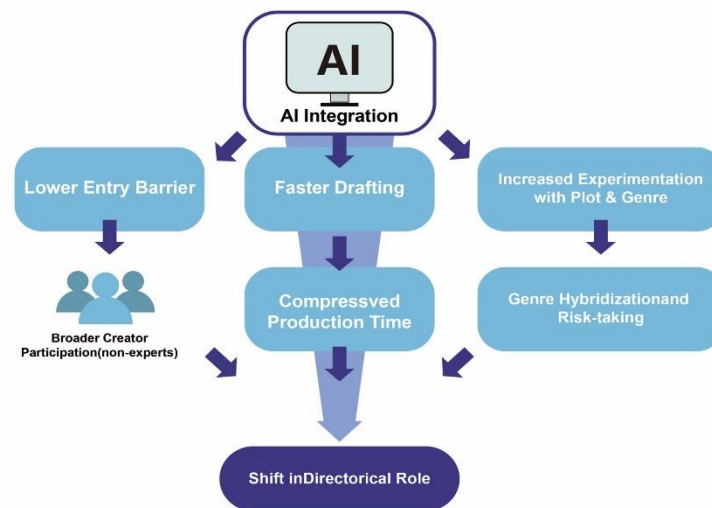 AI
AI Integration
Lower Entry Barrier
Faster Drafting
Increased Experimentation
with Plot & Genre
Broader Creator
Participation(non-experts)
Compressved
Production Time
Genre Hybridizationand
Risk-taking
Shift inDirectorical Role